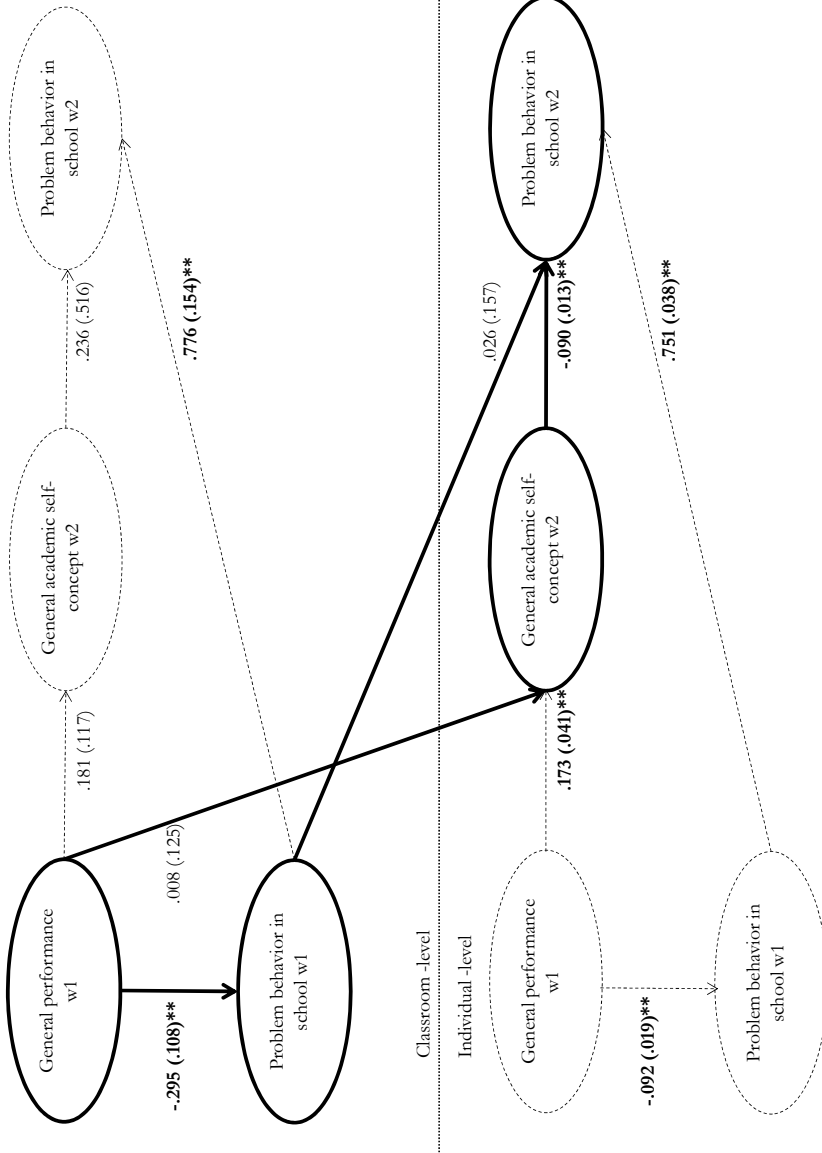 General performance
w1
-.295 (.108)**
Problem behavior in
school w1
.008 (.125)
.181 (.117)
General academic self-
concept w2
.236 (.516)
Problem behavior in
school w2
.776 (.154)**
.026 (.157)
Classroom -level
Individual -level
General performance
w1
-.092 (.019)**
Problem behavior in
school w1
.173 (.041)**
General academic self-
concept w2
-.090 (.013)**
Problem behavior in
school w2
.751 (.038)**